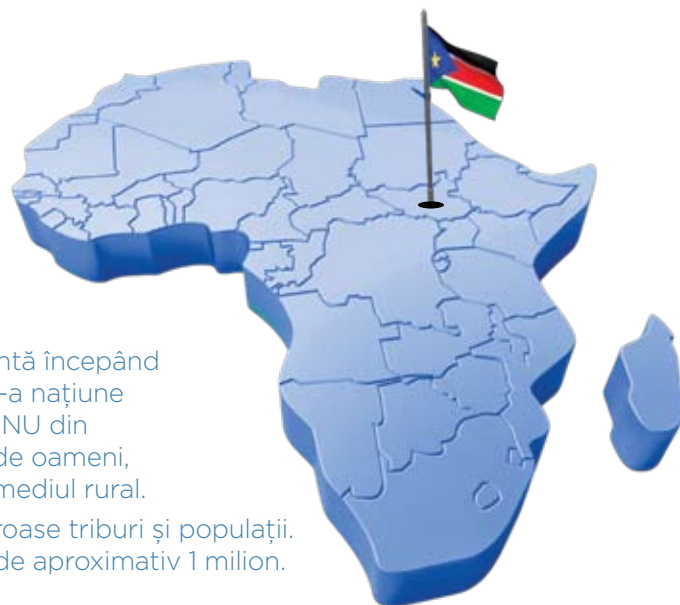 ntă începând
-a națiune
NU din
de oameni,
mediul rural.
roase triburi și populații.
de aproximativ 1 milion.